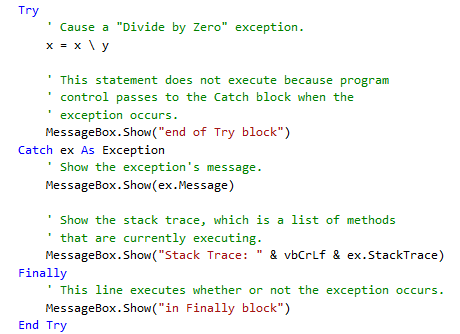 Try
    ' Cause a "Divide by Zero" exception.
    x = x \ y

    ' This statement does not execute because program
    ' control passes to the Catch block when the
    ' exception occurs.
    MessageBox.Show("end of Try block")
Catch ex As Exception
    ' Show the exception's message.
    MessageBox.Show(ex.Message)

    ' Show the stack trace, which is a list of methods
    ' that are currently executing.
    MessageBox.Show("Stack Trace: " & vbCrLf & ex.StackTrace)
Finally
    ' This line executes whether or not the exception occurs.
    MessageBox.Show("in Finally block")
End Try